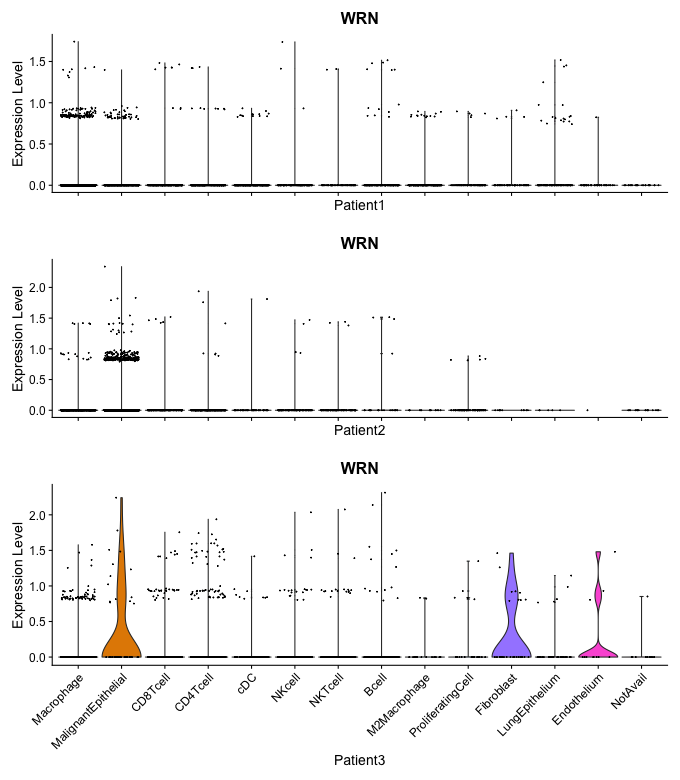 WRN
Expression Level
1.5
1.0
0.5
0.0
Patient1
WRN
Expression Level
2.0
1.5
1.0
0.5
0.0
Patient2
WRN
Expression Level
2.0
1.5
1.0
0.5
0.0
Macrophage
MalignantEpithelial
CD8Tcell
CD4Tcell
cDC
NKcell
NKTcell
Bcell
M2Macrophage
ProliferatingCell
Fibroblast
LungEpithelium
Endothelium
NotAvail
Patient3